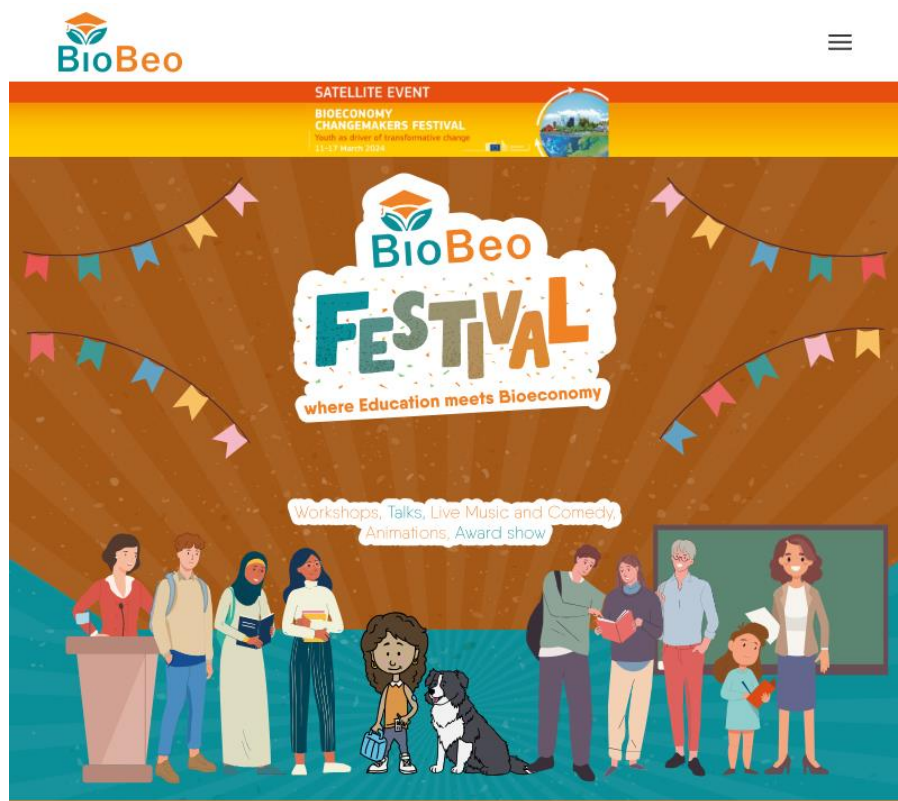 BioBeo
SATELLITE EVENT
BIOECONOMY
CHANGEMAKERS FESTIVAL
Youth as driver of transformative change
11-17 March 2024
BioBeo
FESTIVAL
where Education meets Bioeconomy
Workshops, Talks, Live Music and Comedy,
Animations, Award show